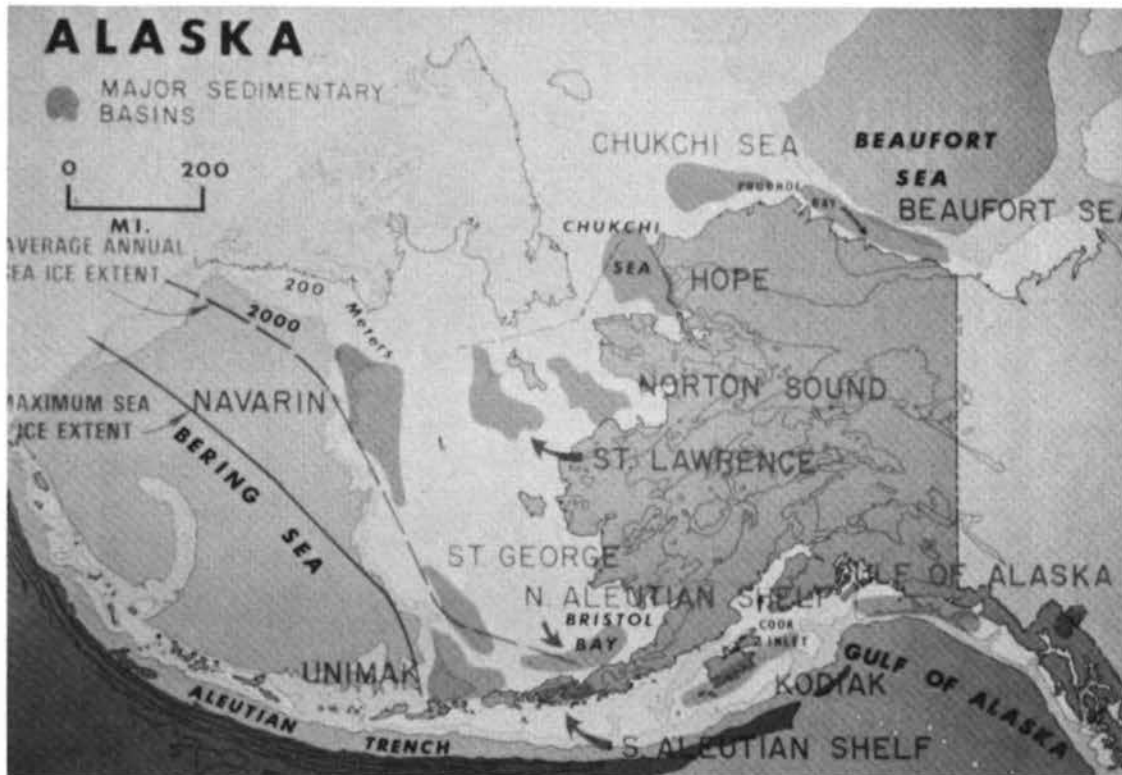 ALASKA
MAJOR SEDIMENTARY
BASINS
0 200
MI.
AVERAGE ANNUAL
SEA ICE EXTENT
200
Meters
2000
CHUKCHI SEA
BEAUFORT
SEA
BEAUFORT SEA
PRUDHOE
BAY
CHUKCHI
SEA
HOPE
NAVARIN
NORTON SOUND
MAXIMUM SEA
ICE EXTENT
BERING SEA
ST. LAWRENCE
ST GEORGE
N. ALEUTIAN SHELF
BRISTOL
BAY
GULF OF ALASKA
COOK
INLET
UNIMAK
KODIAK
GULF OF ALASKA
ALEUTIAN
TRENCH
S. ALEUTIAN SHELF